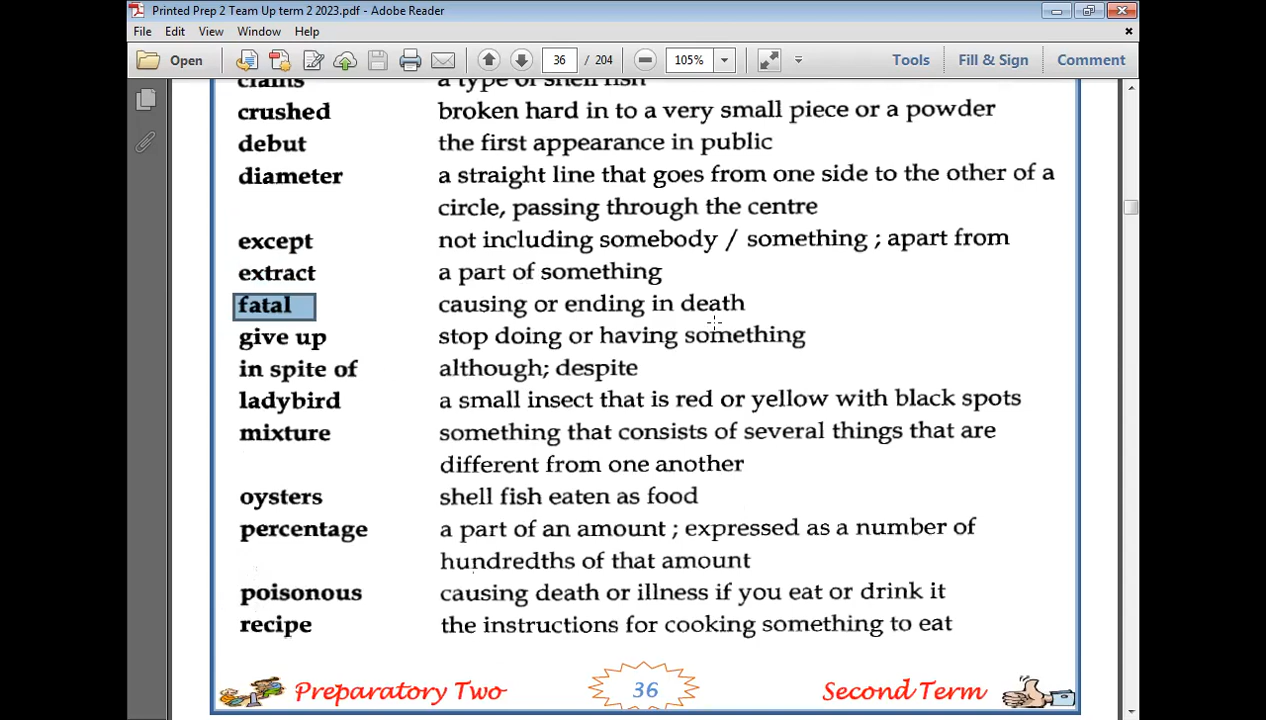 Printed Prep 2 Team Up term 2 2023.pdf - Adobe Reader
File Edit View Window Help
Open 36 / 204 105% Tools Fill & Sign Comment
clams a type of shell fish
crushed broken hard in to a very small piece or a powder
debut the first appearance in public
diameter a straight line that goes from one side to the other of a
circle, passing through the centre
except not including somebody / something ; apart from
extract a part of something
fatal causing or ending in death
give up stop doing or having something
in spite of although; despite
ladybird a small insect that is red or yellow with black spots
mixture something that consists of several things that are
different from one another
oysters shell fish eaten as food
percentage a part of an amount ; expressed as a number of
hundredths of that amount
poisonous causing death or illness if you eat or drink it
recipe the instructions for cooking something to eat
Preparatory Two 36 Second Term